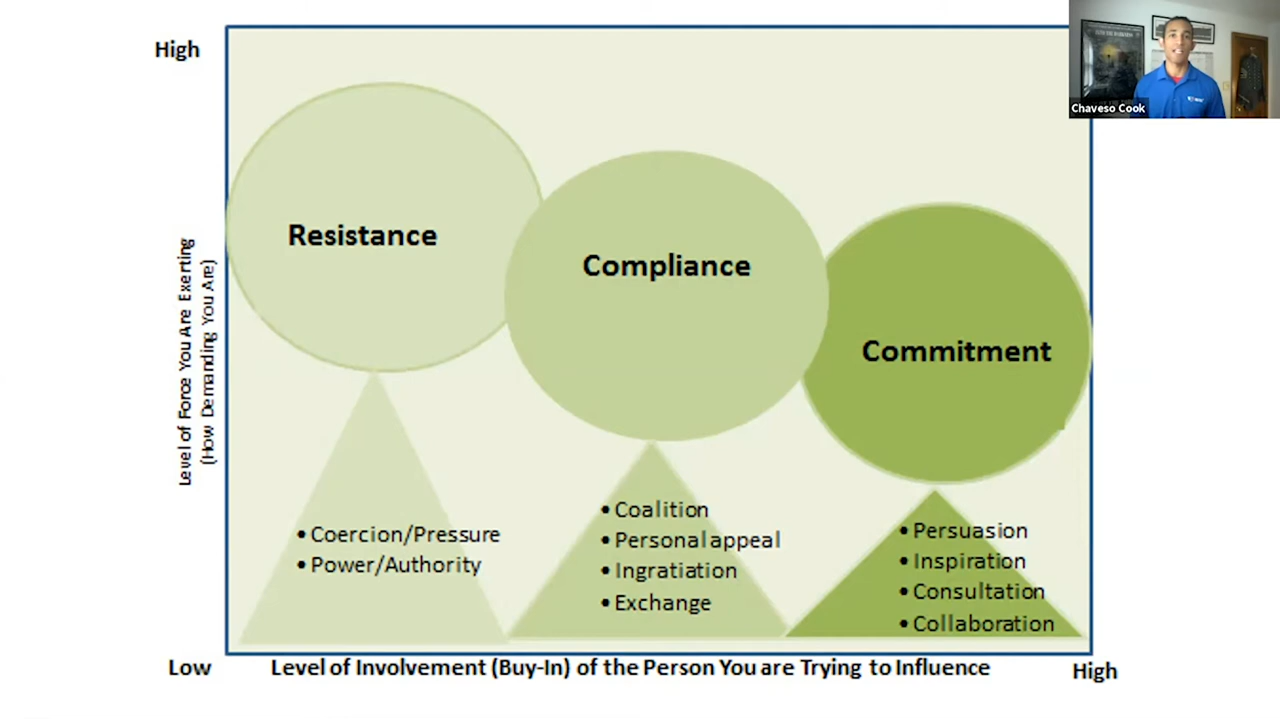 High
Chaveso Cook
Resistance
Compliance
Commitment
Level of Force You Are Exerting
(How Demanding You Are)
• Coercion/Pressure
• Power/Authority
• Coalition
• Personal appeal
• Ingratiation
• Exchange
• Persuasion
• Inspiration
• Consultation
• Collaboration
Low
Level of Involvement (Buy-In) of the Person You are Trying to Influence
High